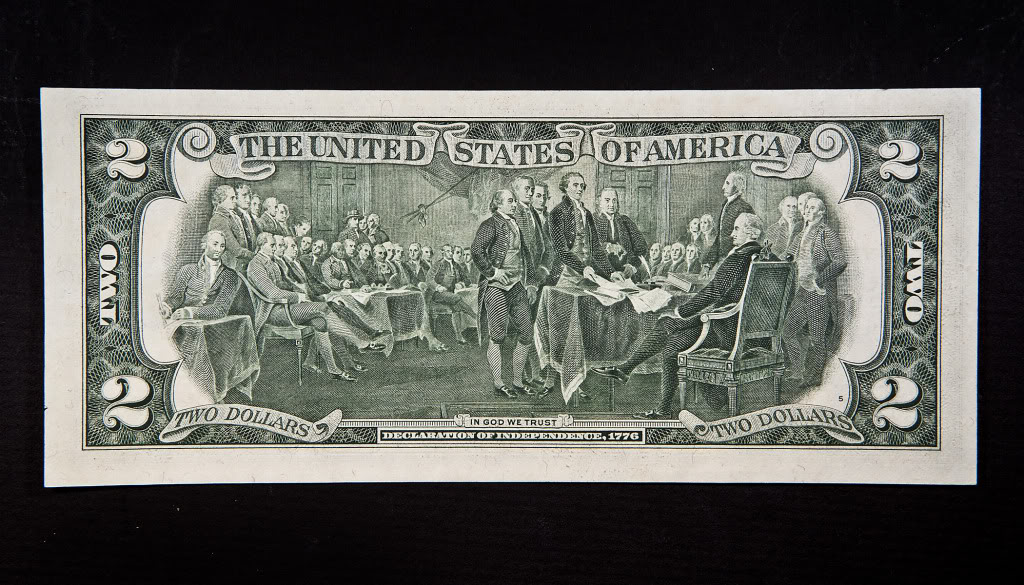 THE UNITED STATES OF AMERICA
2
2
TWO
TWO
2
2
TWO DOLLARS
TWO DOLLARS
5
IN GOD WE TRUST
DECLARATION OF INDEPENDENCE, 1776